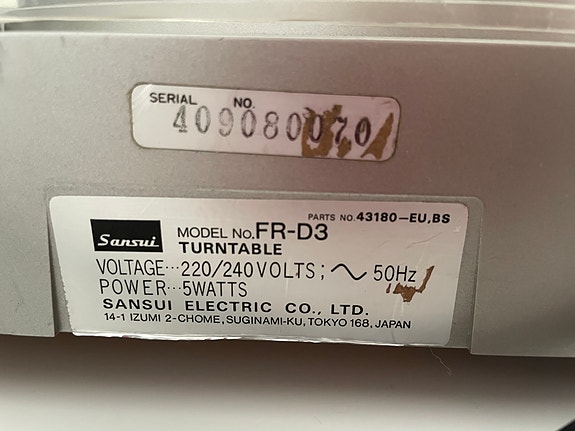 SERIAL NO.
409080070
PARTS NO. 43180-EU,BS
Sansui MODEL No. FR-D3
TURNTABLE
VOLTAGE···220/240VOLTS; ～ 50Hz
POWER···5WATTS
SANSUI ELECTRIC CO., LTD.
14-1 IZUMI 2-CHOME, SUGINAMI-KU, TOKYO 168, JAPAN